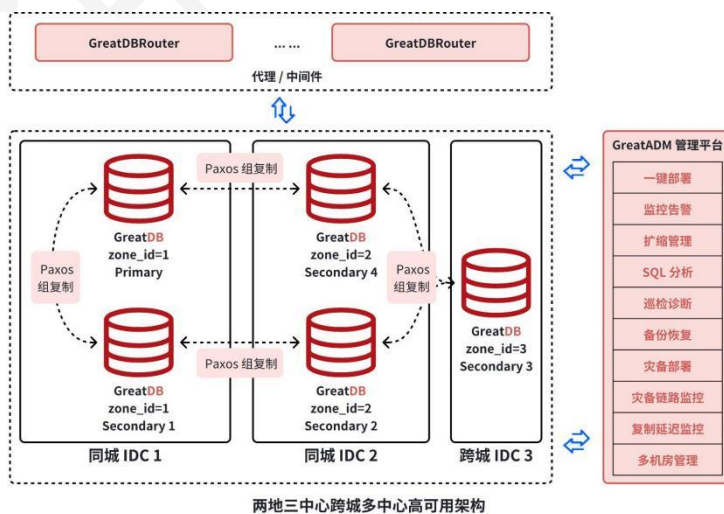 GreatDBRouter
... ...
GreatDBRouter
代理 / 中间件
Paxos 组复制
GreatDB
zone_id=1
Primary
GreatDB
zone_id=2
Secondary 4
Paxos
组复制
Paxos
组复制
GreatDB
zone_id=3
Secondary 3
Paxos 组复制
GreatDB
zone_id=1
Secondary 1
GreatDB
zone_id=2
Secondary 2
同城 IDC 1
同城 IDC 2
跨城 IDC 3
GreatADM 管理平台
一键部署
监控告警
扩缩管理
SQL 分析
巡检诊断
备份恢复
灾备部署
灾备链路监控
复制延迟监控
多机房管理
两地三中心跨城多中心高可用架构